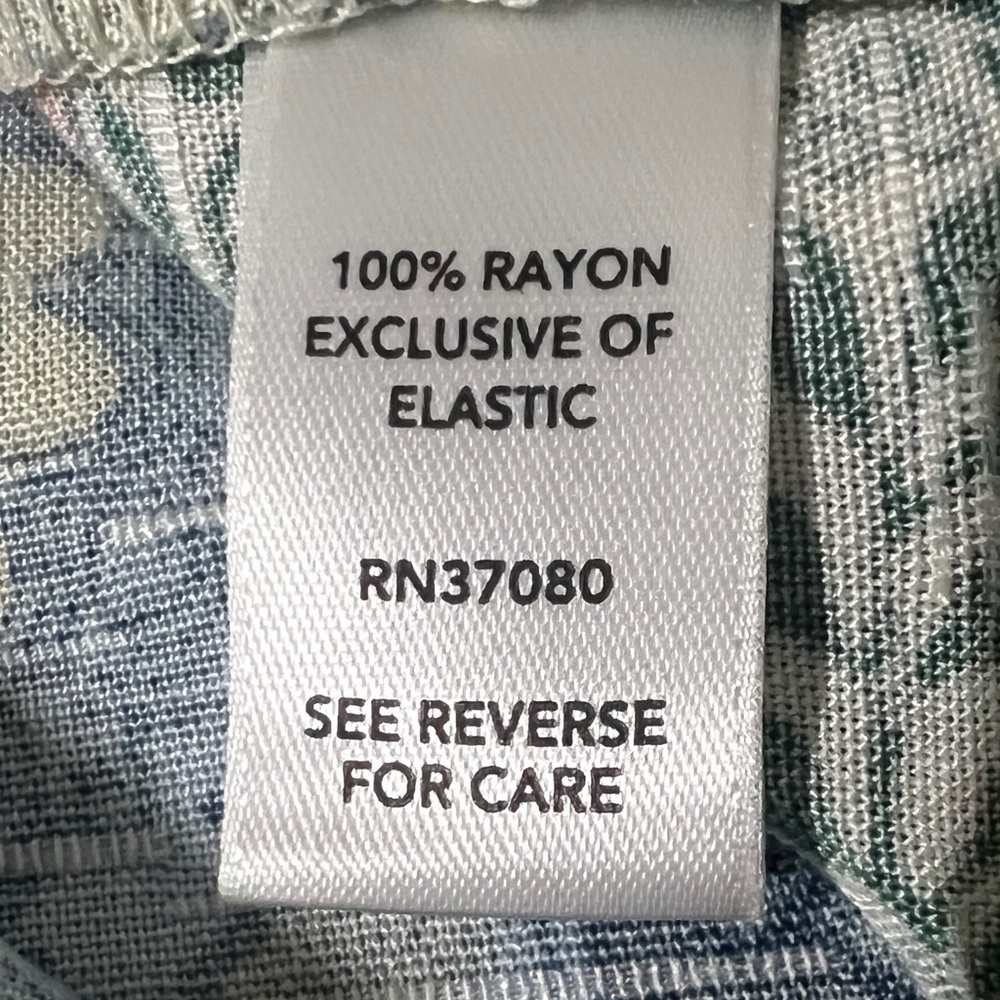 100% RAYON
EXCLUSIVE OF
ELASTIC
RN37080
SEE REVERSE
FOR CARE